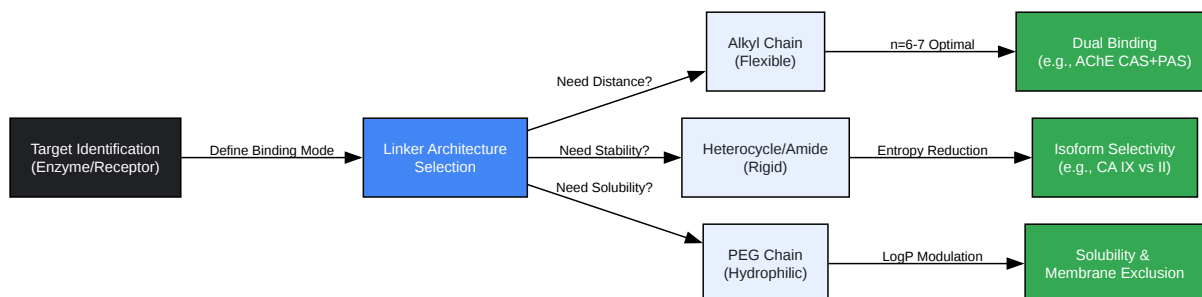 Target Identification
(Enzyme/Receptor)
Define Binding Mode
Linker Architecture
Selection
Need Distance?
Need Stability?
Need Solubility?
Alkyl Chain
(Flexible)
n=6-7 Optimal
Dual Binding
(e.g., AChE CAS+PAS)
Heterocycle/Amide
(Rigid)
Entropy Reduction
Isoform Selectivity
(e.g., CA IX vs II)
PEG Chain
(Hydrophilic)
LogP Modulation
Solubility &
Membrane Exclusion